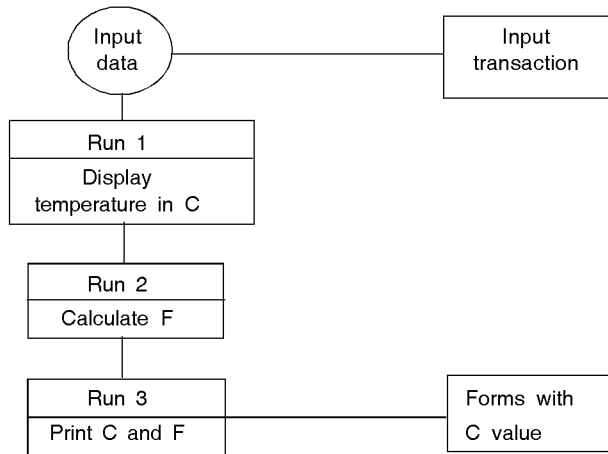 Input
data
Input
transaction
Run 1
Display
temperature in C
Run 2
Calculate F
Run 3
Print C and F
Forms with
C value